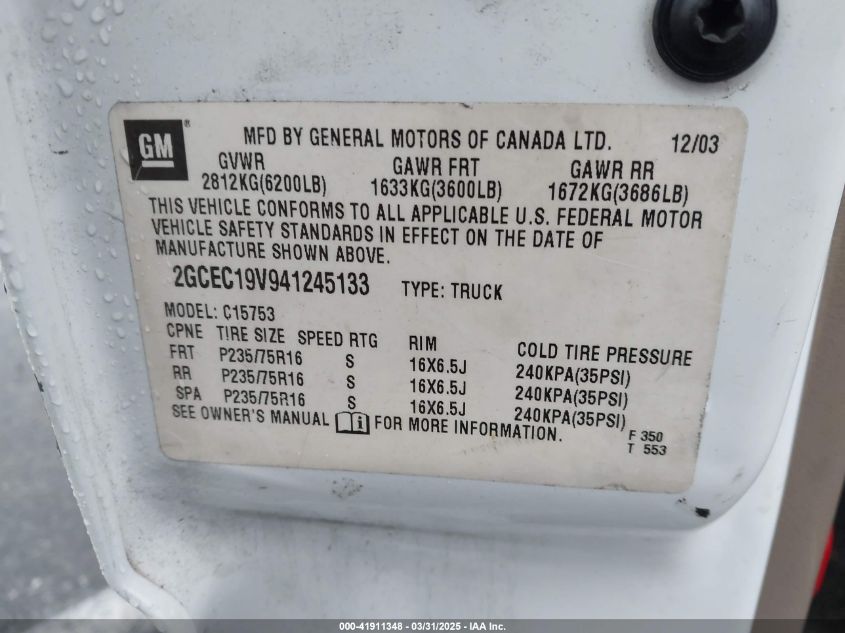 GM ® MFD BY GENERAL MOTORS OF CANADA LTD. 12/03
GVWR GAWR FRT GAWR RR
2812KG(6200LB) 1633KG(3600LB) 1672KG(3686LB)
THIS VEHICLE CONFORMS TO ALL APPLICABLE U.S. FEDERAL MOTOR
VEHICLE SAFETY STANDARDS IN EFFECT ON THE DATE OF
MANUFACTURE SHOWN ABOVE.
2GCEC19V941245133 TYPE: TRUCK
MODEL: C15753
CPNE TIRE SIZE SPEED RTG RIM COLD TIRE PRESSURE
FRT P235/75R16 S 16X6.5J 240KPA(35PSI)
RR P235/75R16 S 16X6.5J 240KPA(35PSI)
SPA P235/75R16 S 16X6.5J 240KPA(35PSI)
SEE OWNER'S MANUAL i FOR MORE INFORMATION.
F 350
T 553
000-41911348 - 03/31/2025 - IAA Inc.